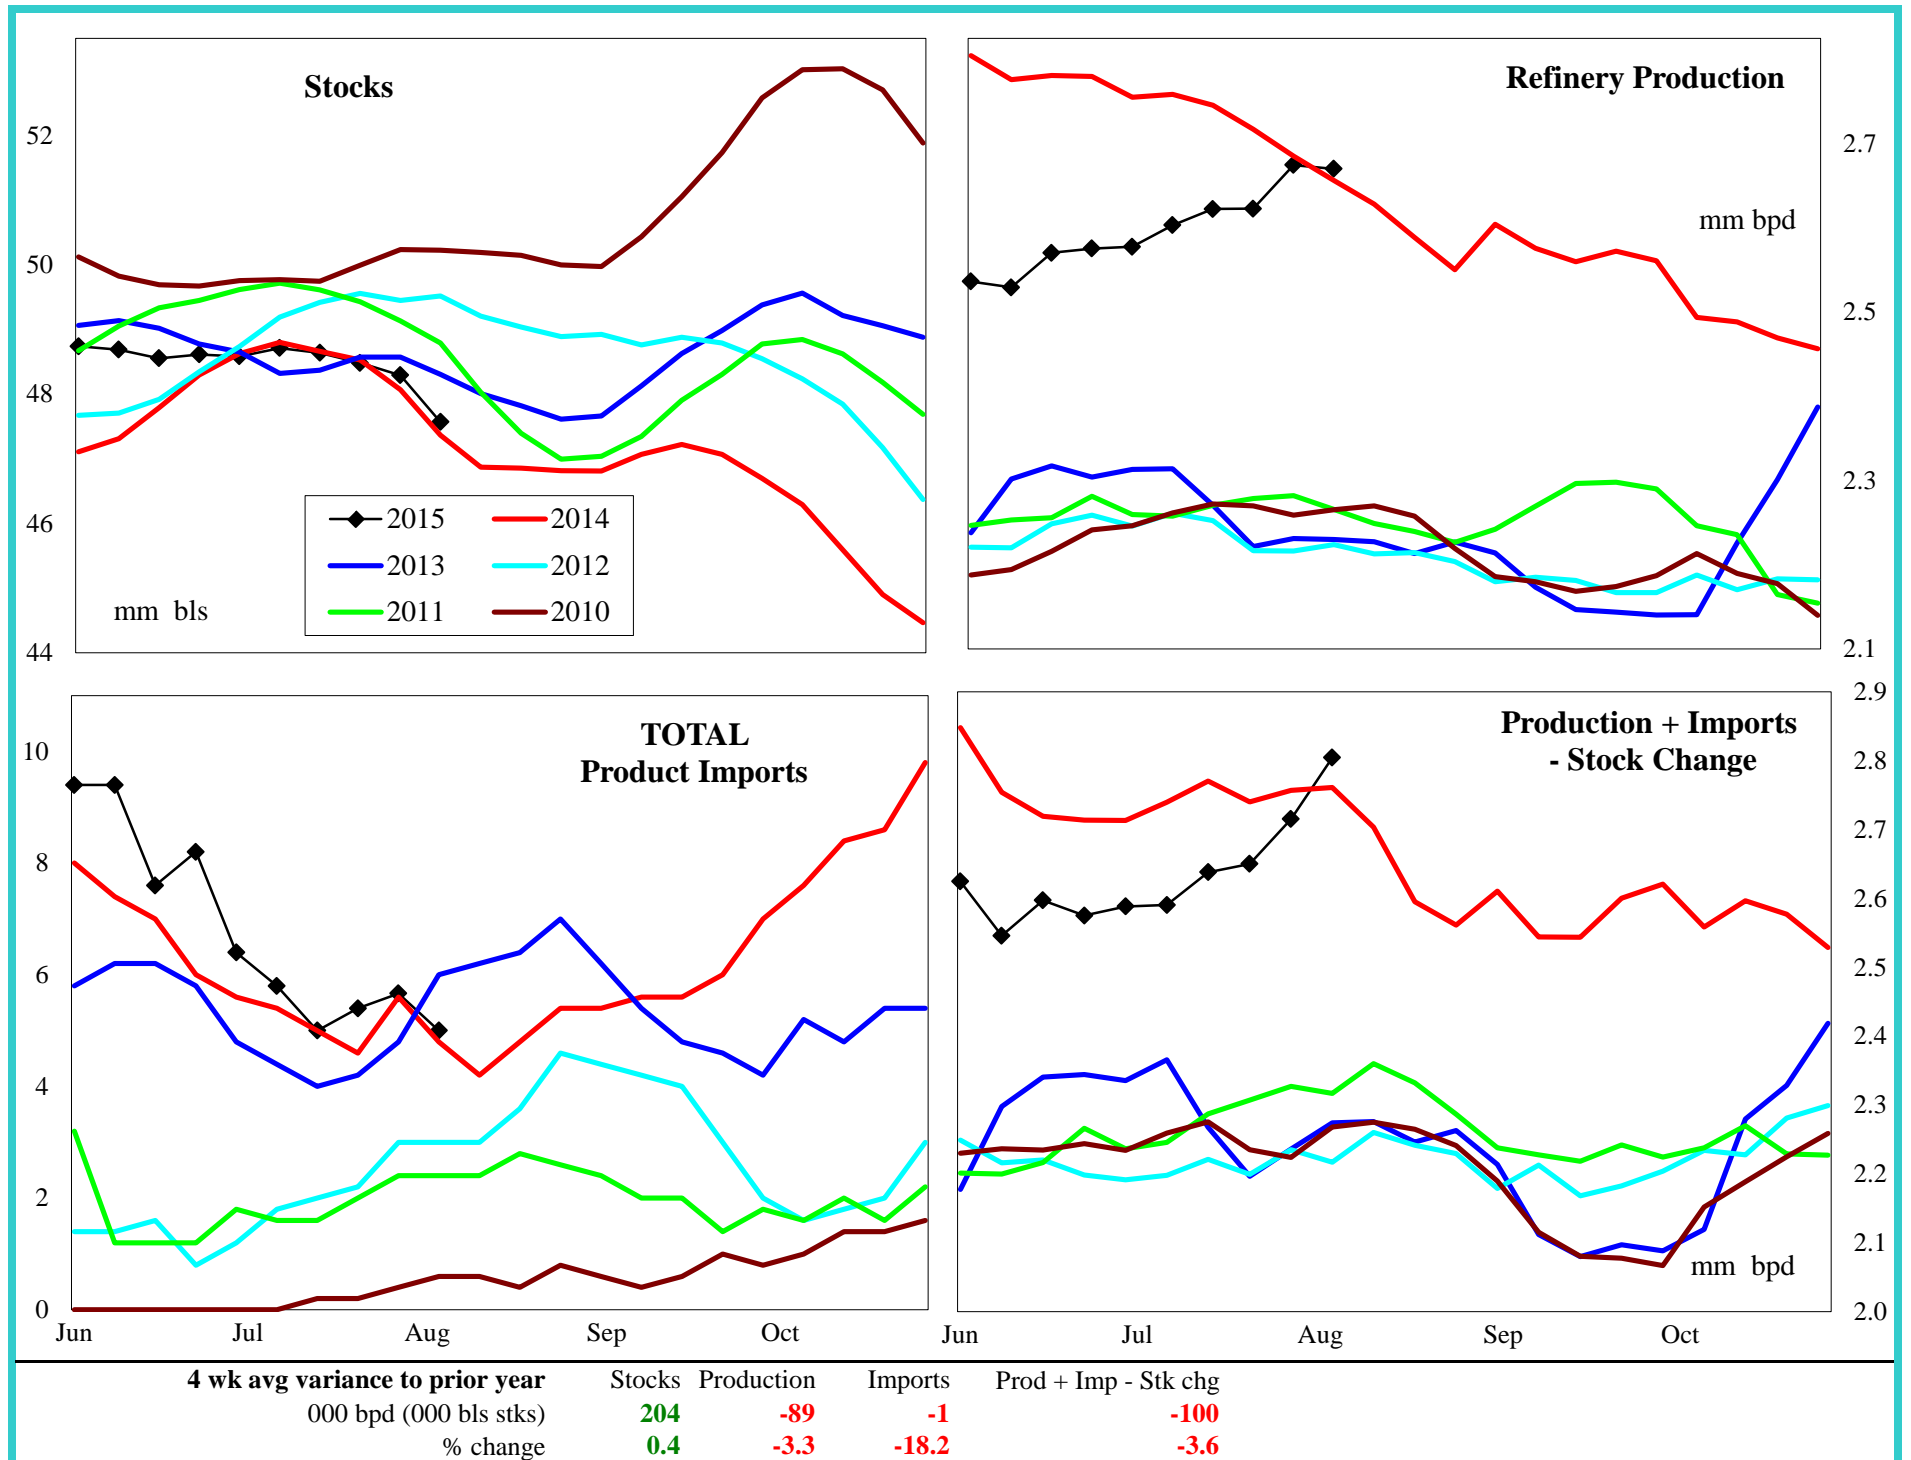 Stocks
52
50
48
46
44
mm bls
2015 2014
2013 2012
2011 2010
Refinery Production
mm bpd
2.7
2.5
2.3
2.1
TOTAL
Product Imports
10
8
6
4
2
0
Jun Jul Aug Sep Oct
Production + Imports
- Stock Change
2.9
2.8
2.7
2.6
2.5
2.4
2.3
2.2
2.1
2.0
mm bpd
Jun Jul Aug Sep Oct
4 wk avg variance to prior year Stocks Production Imports Prod + Imp - Stk chg
000 bpd (000 bls stks) 204 -89 -1 -100
% change 0.4 -3.3 -18.2 -3.6